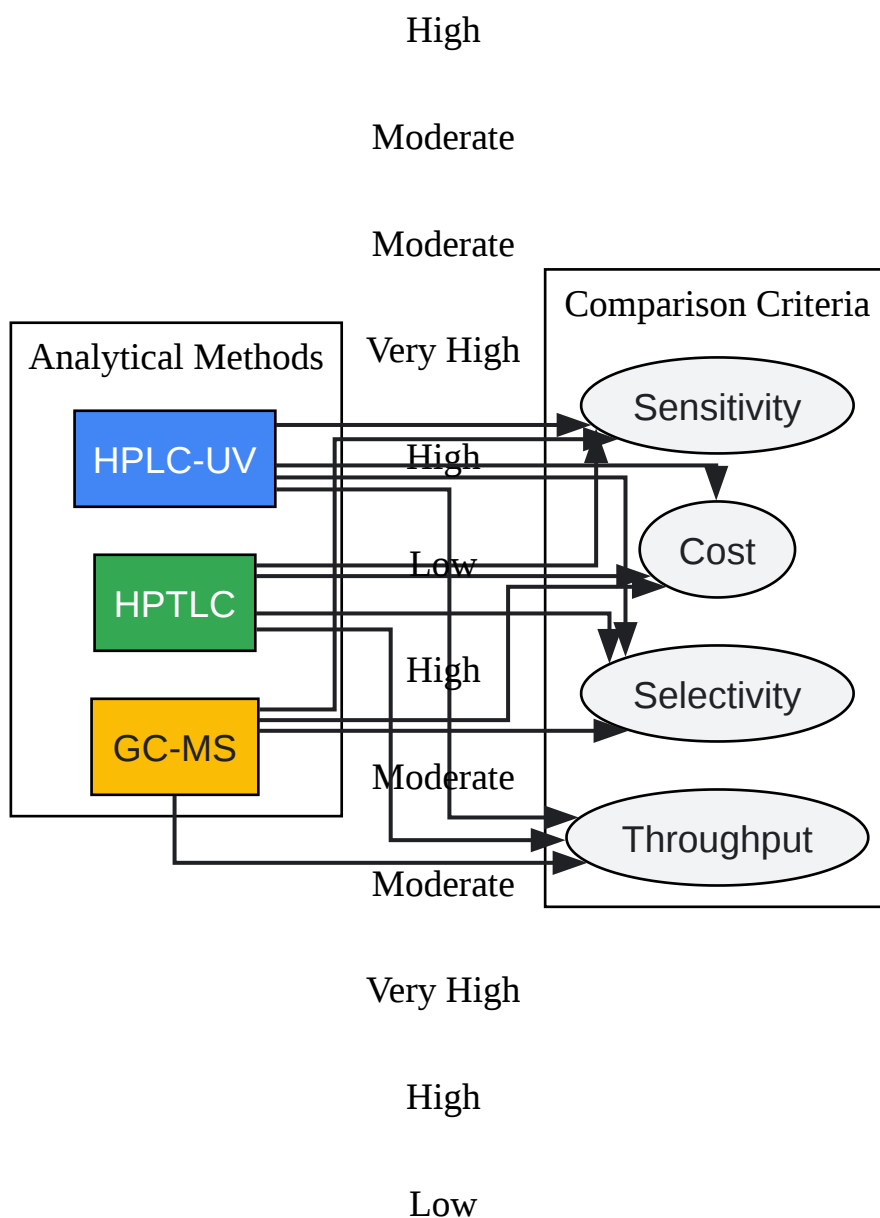 High
Moderate
Moderate
Comparison Criteria
Analytical Methods
Very High
Sensitivity
HPLC-UV
High
Cost
Low
HPTLC
High
Selectivity
GC-MS
Moderate
Throughput
Moderate
Very High
High
Low